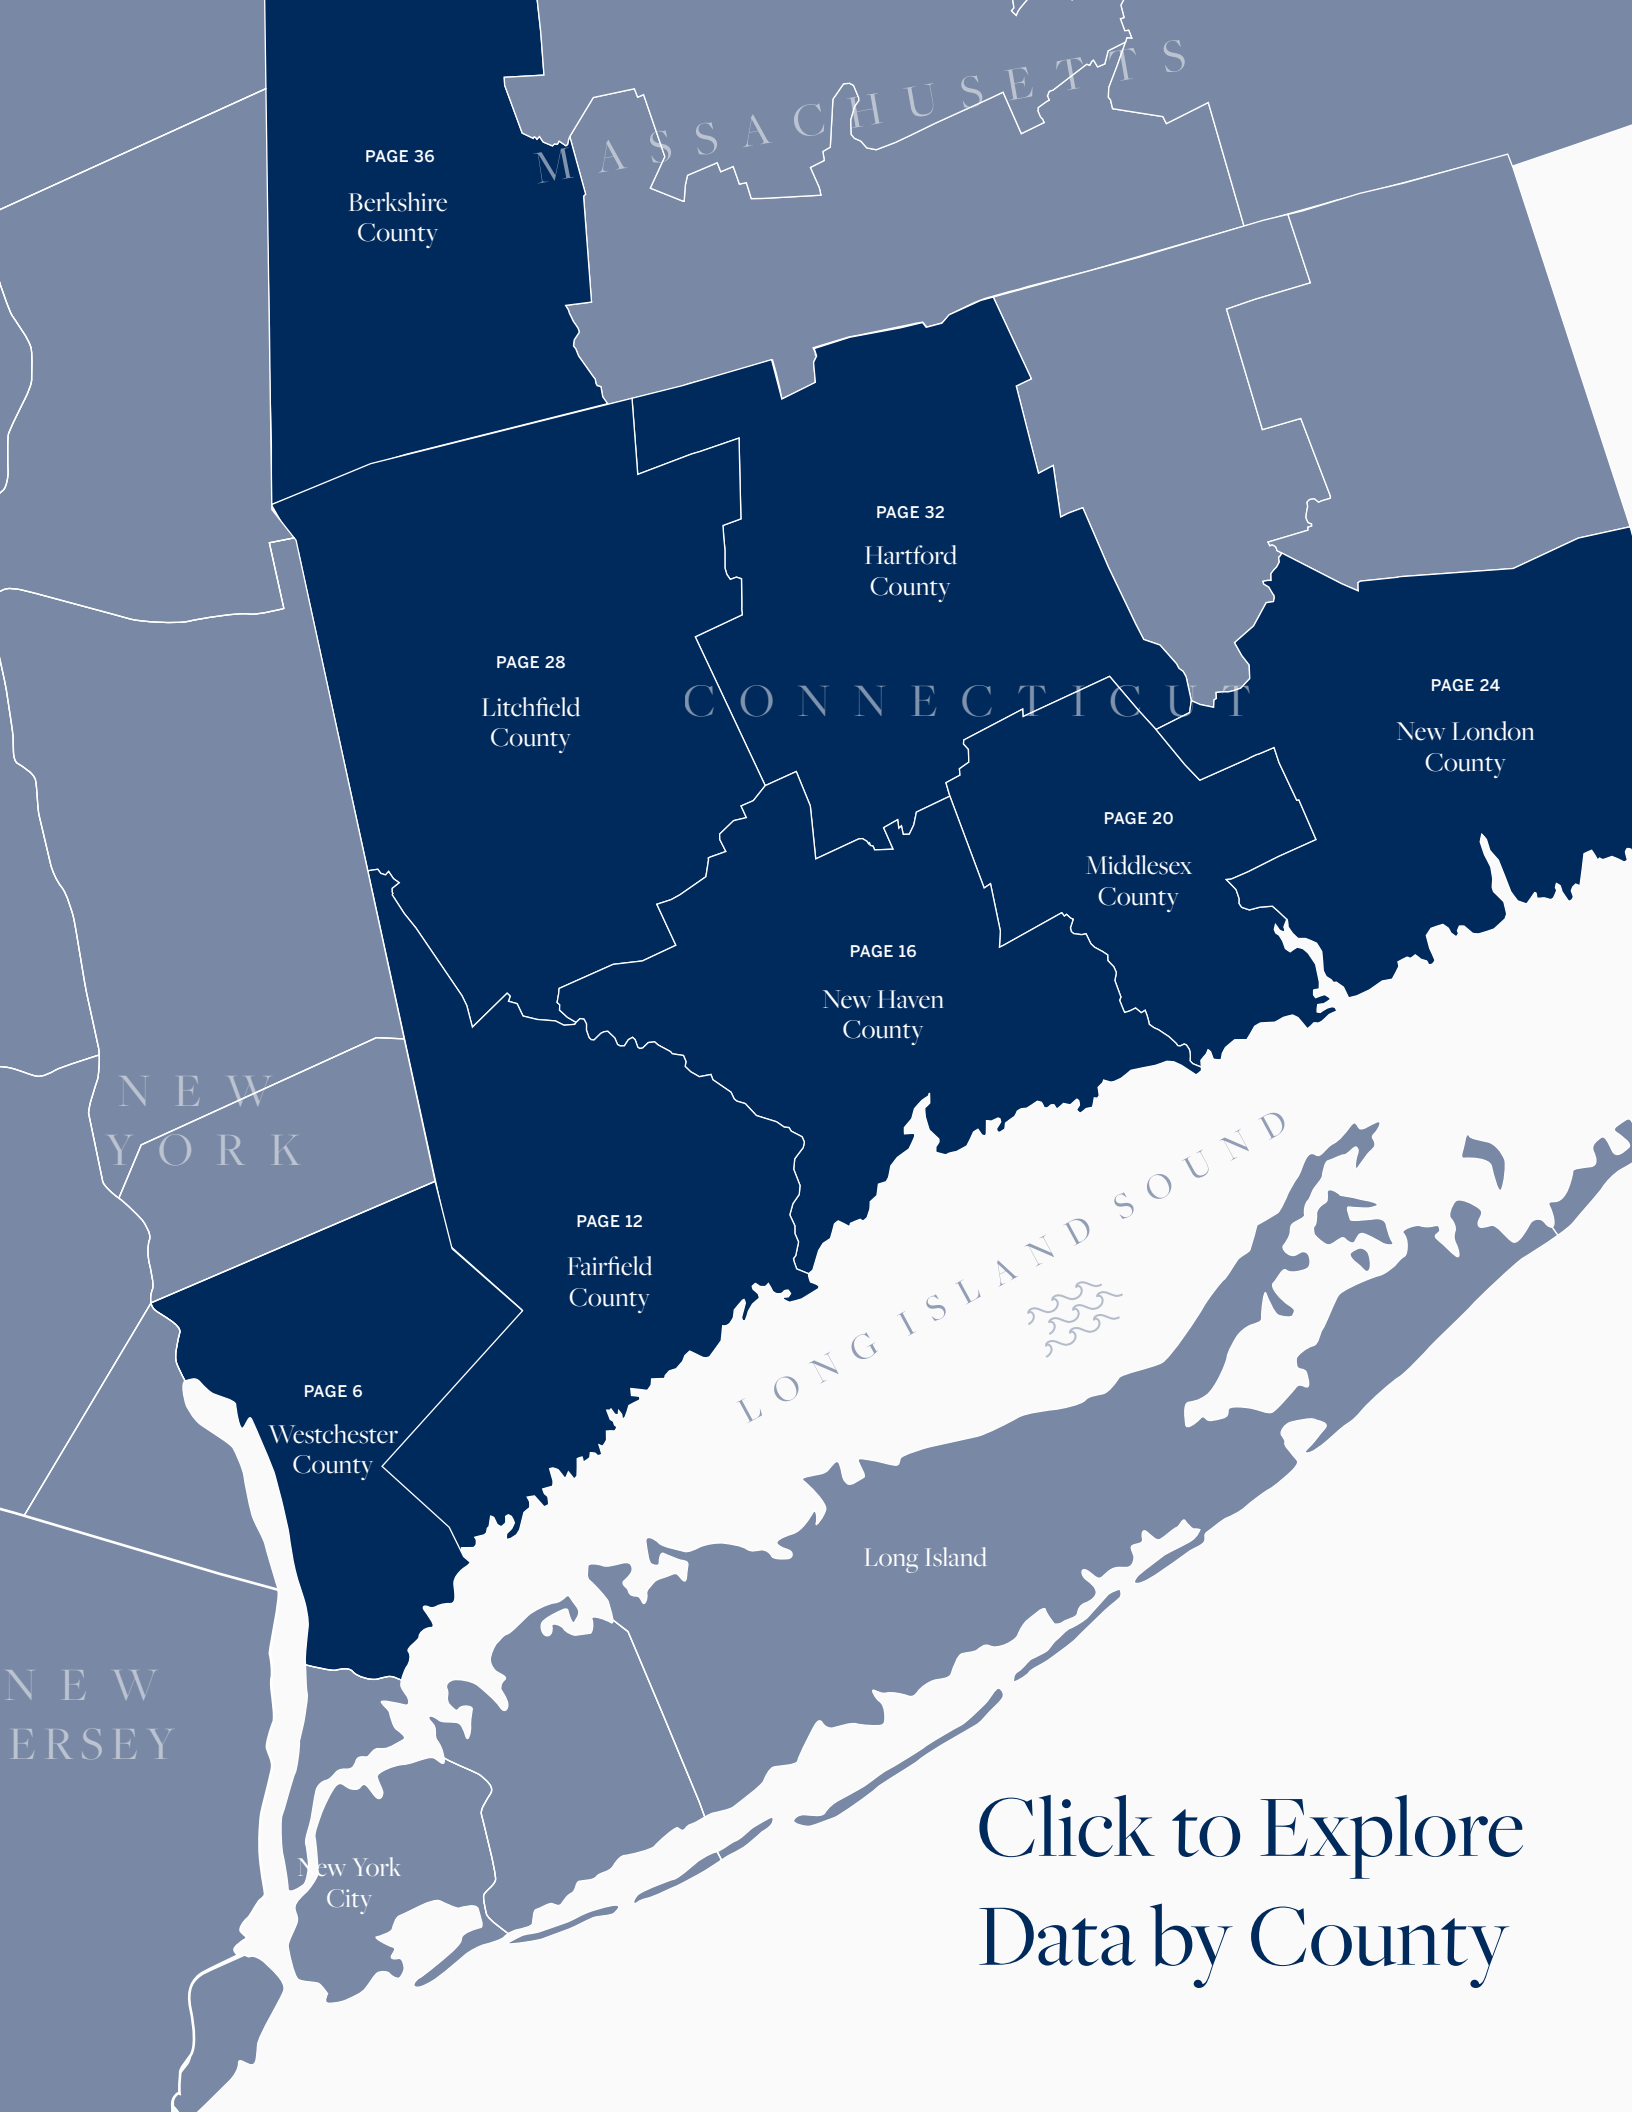 MASSACHUSETTS
PAGE 36
Berkshire
County
PAGE 32
Hartford
County
PAGE 28
Litchfield
County
CONNECTICUT
PAGE 24
New London
County
PAGE 20
Middlesex
County
PAGE 16
New Haven
County
NEW
YORK
PAGE 12
Fairfield
County
LONG ISLAND SOUND
PAGE 6
Westchester
County
Long Island
NEW
ERSEY
New York
City
Click to Explore
Data by County